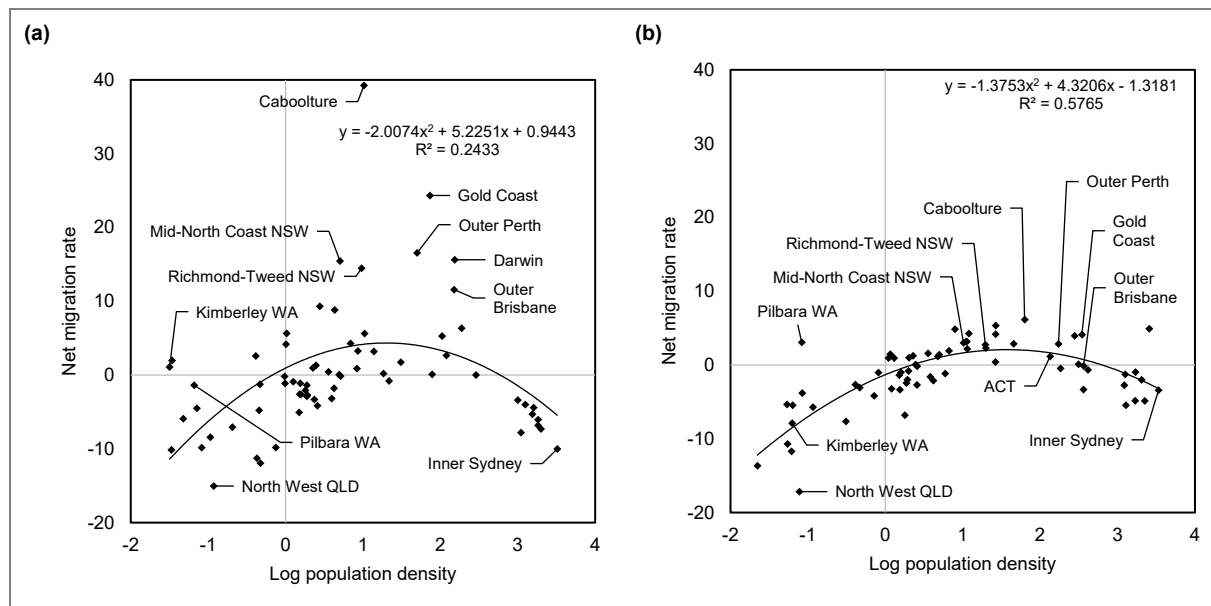 (a)
40
30
20
10
0
-10
-20
-2
-1
0
1
2
3
4
Net migration rate
Log population density
Caboolture
y = -2.0074x² + 5.2251x + 0.9443
R² = 0.2433
Gold Coast
Mid-North Coast NSW
Outer Perth
Richmond-Tweed NSW
Darwin
Outer
Brisbane
Kimberley WA
Pilbara WA
Inner Sydney
North West QLD
(b)
40
30
20
10
0
-10
-20
-2
-1
0
1
2
3
4
Net migration rate
Log population density
y = -1.3753x² + 4.3206x - 1.3181
R² = 0.5765
Outer Perth
Caboolture
Gold
Coast
Richmond-Tweed NSW
Mid-North Coast NSW
Outer
Brisbane
Pilbara WA
ACT
Kimberley WA
Inner Sydney
North West QLD